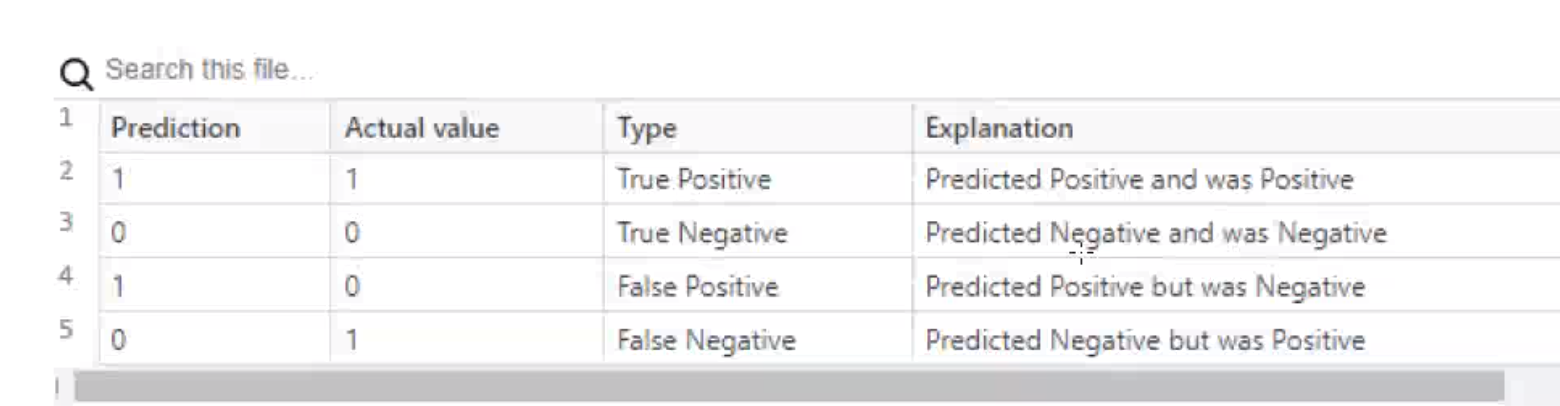 Search this file...
1 Prediction Actual value Type Explanation
2 1 1 True Positive Predicted Positive and was Positive
3 0 0 True Negative Predicted Negative and was Negative
4 1 0 False Positive Predicted Positive but was Negative
5 0 1 False Negative Predicted Negative but was Positive